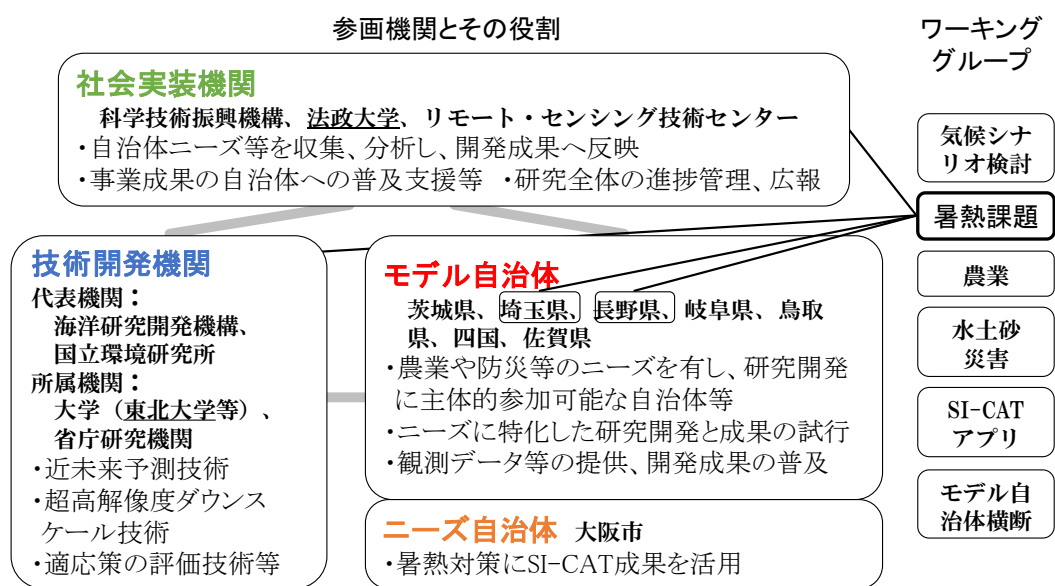 参画機関とその役割
社会実装機関
科学技術振興機構、法政大学、リモート・センシング技術センター
・自治体ニーズ等を収集、分析し、開発成果へ反映
・事業成果の自治体への普及支援等 ・研究全体の進捗管理、広報
技術開発機関
代表機関：
海洋研究開発機構、
国立環境研究所
所属機関：
大学（東北大学等）、
省庁研究機関
・近未来予測技術
・超高解像度ダウンス
ケール技術
・適応策の評価技術等
モデル自治体
茨城県、埼玉県、長野県、岐阜県、鳥取
県、四国、佐賀県
・農業や防災等のニーズを有し、研究開発
に主体的参加可能な自治体等
・ニーズに特化した研究開発と成果の試行
・観測データ等の提供、開発成果の普及
ニーズ自治体 大阪市
・暑熱対策にSI-CAT成果を活用
ワーキング
グループ
気候シナ
リオ検討
暑熱課題
農業
水土砂
災害
SI-CAT
アプリ
モデル自
治体横断